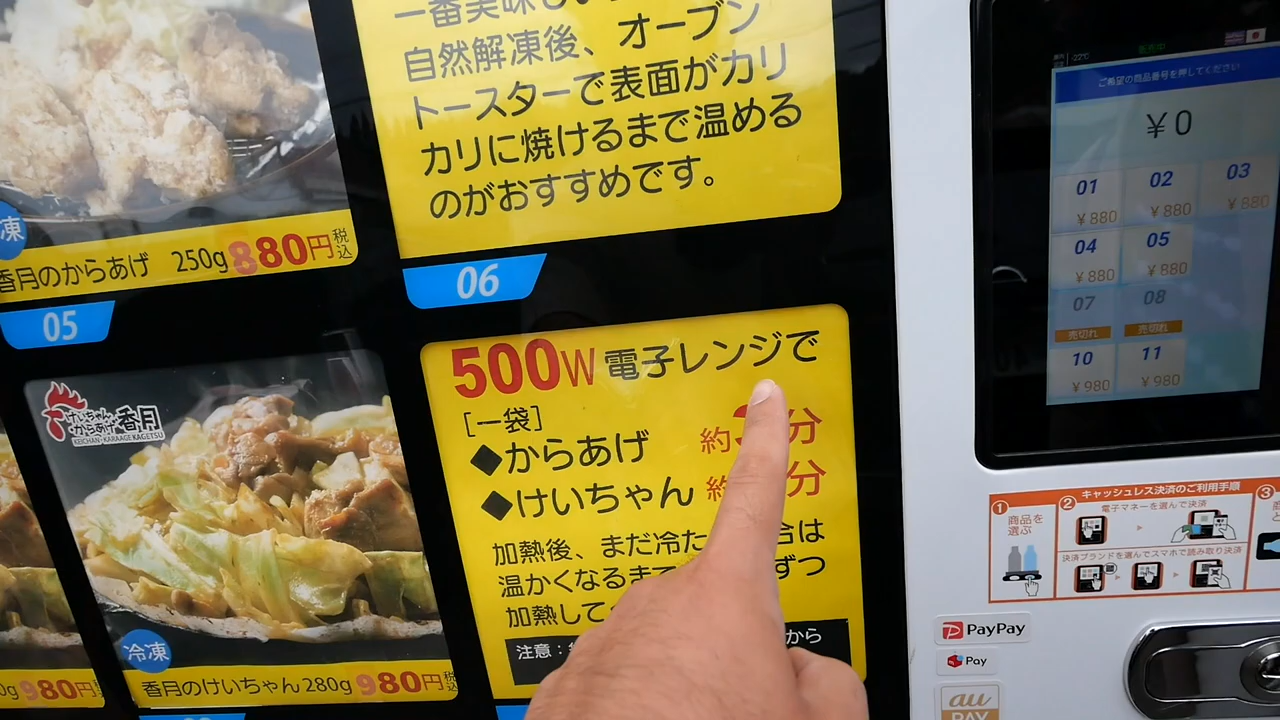 自然解凍後、オーブン
トースターで表面がカリ
カリに焼けるまで温める
のがおすすめです。
香月のからあげ 250g 880円 税込
05
06
500W 電子レンジで
[一袋]
◆からあげ 約 分
◆けいちゃん 約 分
加熱後、まだ冷た
温かくなるまで ずつ
加熱して
注意：
から
けいちゃん
からあげ 香月
KEICHAN・KARAAGE KAGETSU
冷凍
980円
香月のけいちゃん 280g 980円
ご希望の商品番号を押してください
¥0
01 02 03
¥880 ¥880 ¥880
04 05
¥880 ¥880
07 08
売切れ 売切れ
10 11
¥980 ¥980
キャッシュレス決済のご利用手順
1 商品を選ぶ
2 電子マネーを選んで決済
決済ブランドを選んでスマホで読み取り決済
3
PayPay
Pay
au
PAY